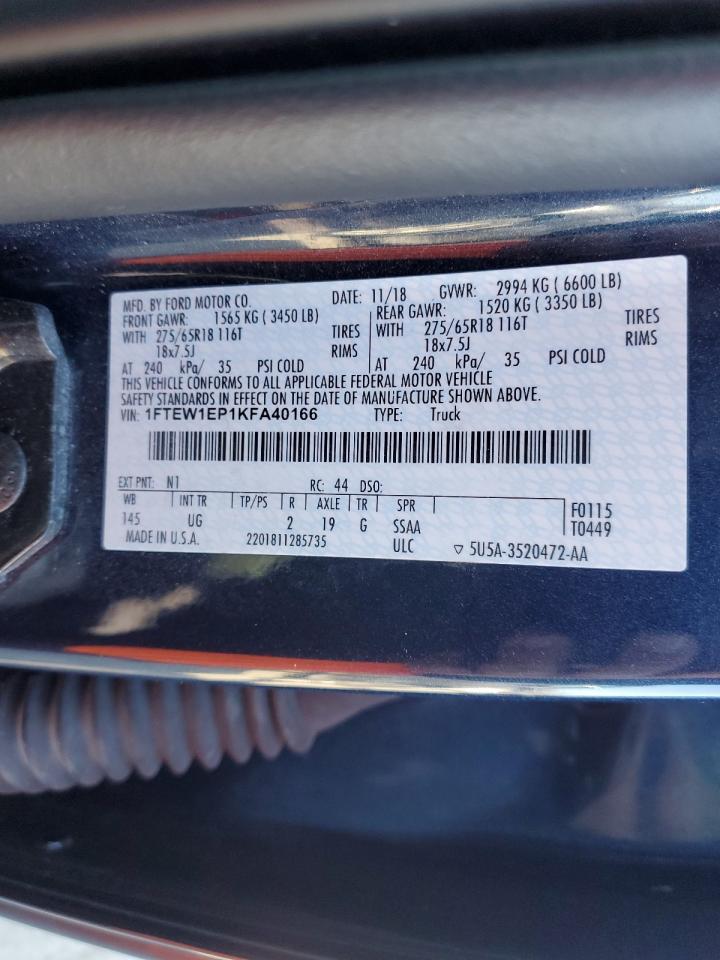 MFD. BY FORD MOTOR CO. DATE: 11/18 GVWR: 2994 KG ( 6600 LB)
FRONT GAWR: 1565 KG ( 3450 LB) REAR GAWR: 1520 KG ( 3350 LB)
WITH 275/65R18 116T TIRES WITH 275/65R18 116T TIRES
18x7.5J RIMS 18x7.5J RIMS
AT 240 kPa/ 35 PSI COLD AT 240 kPa/ 35 PSI COLD
THIS VEHICLE CONFORMS TO ALL APPLICABLE FEDERAL MOTOR VEHICLE
SAFETY STANDARDS IN EFFECT ON THE DATE OF MANUFACTURE SHOWN ABOVE.
VIN: 1FTEW1EP1KFA40166 TYPE: Truck
EXT PNT: N1 RC: 44 DSO:
WB INT TR TP/PS R AXLE TR SPR F0115
145 UG 2 19 G SSAA T0449
MADE IN U.S.A. 2201811285735 ULC ▽ 5U5A-3520472-AA